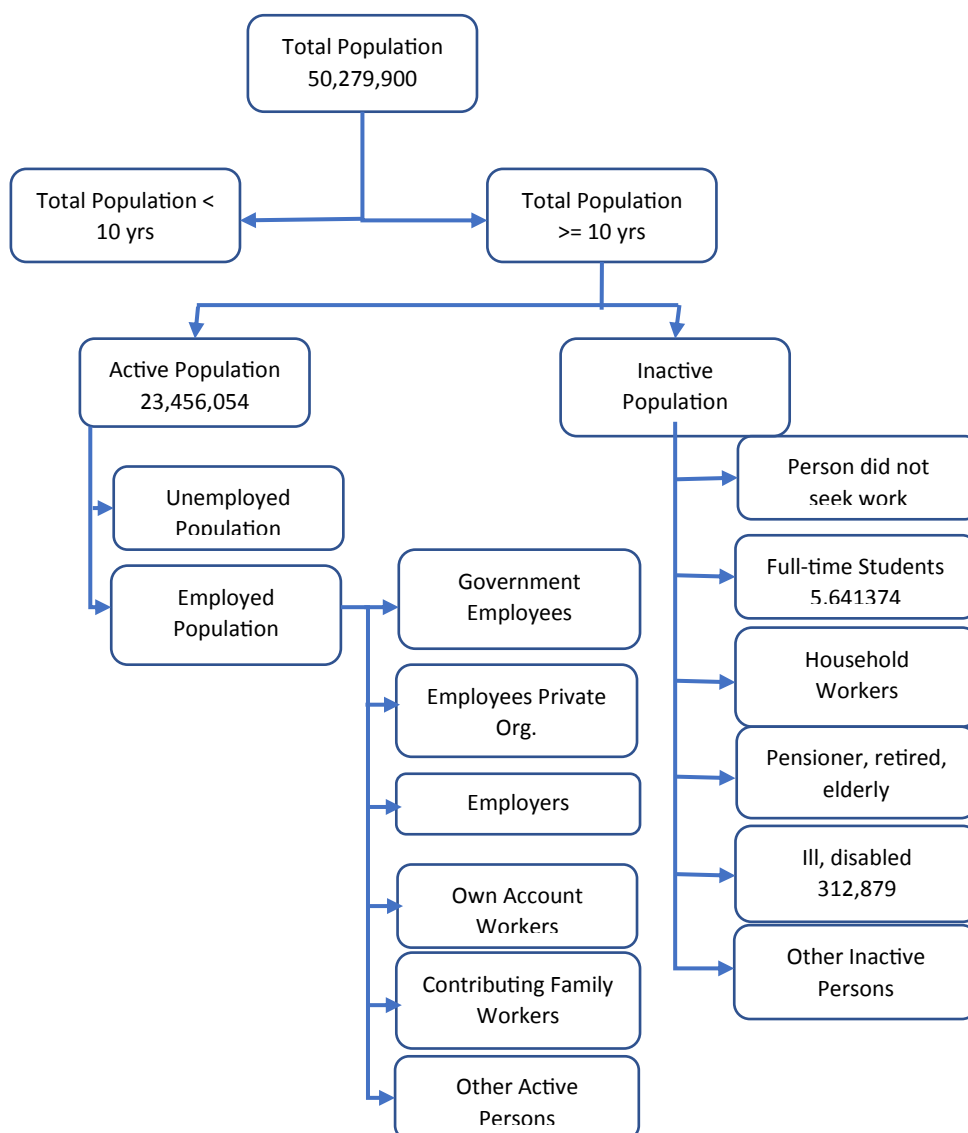 Total Population
50,279,900
Total Population <
10 yrs
Total Population
>= 10 yrs
Active Population
23,456,054
Inactive
Population
Unemployed
Population
Employed
Population
Government
Employees
Employees Private
Org.
Employers
Own Account
Workers
Contributing Family
Workers
Other Active
Persons
Person did not
seek work
Full-time Students
5.641374
Household
Workers
Pensioner, retired,
elderly
Ill, disabled
312,879
Other Inactive
Persons